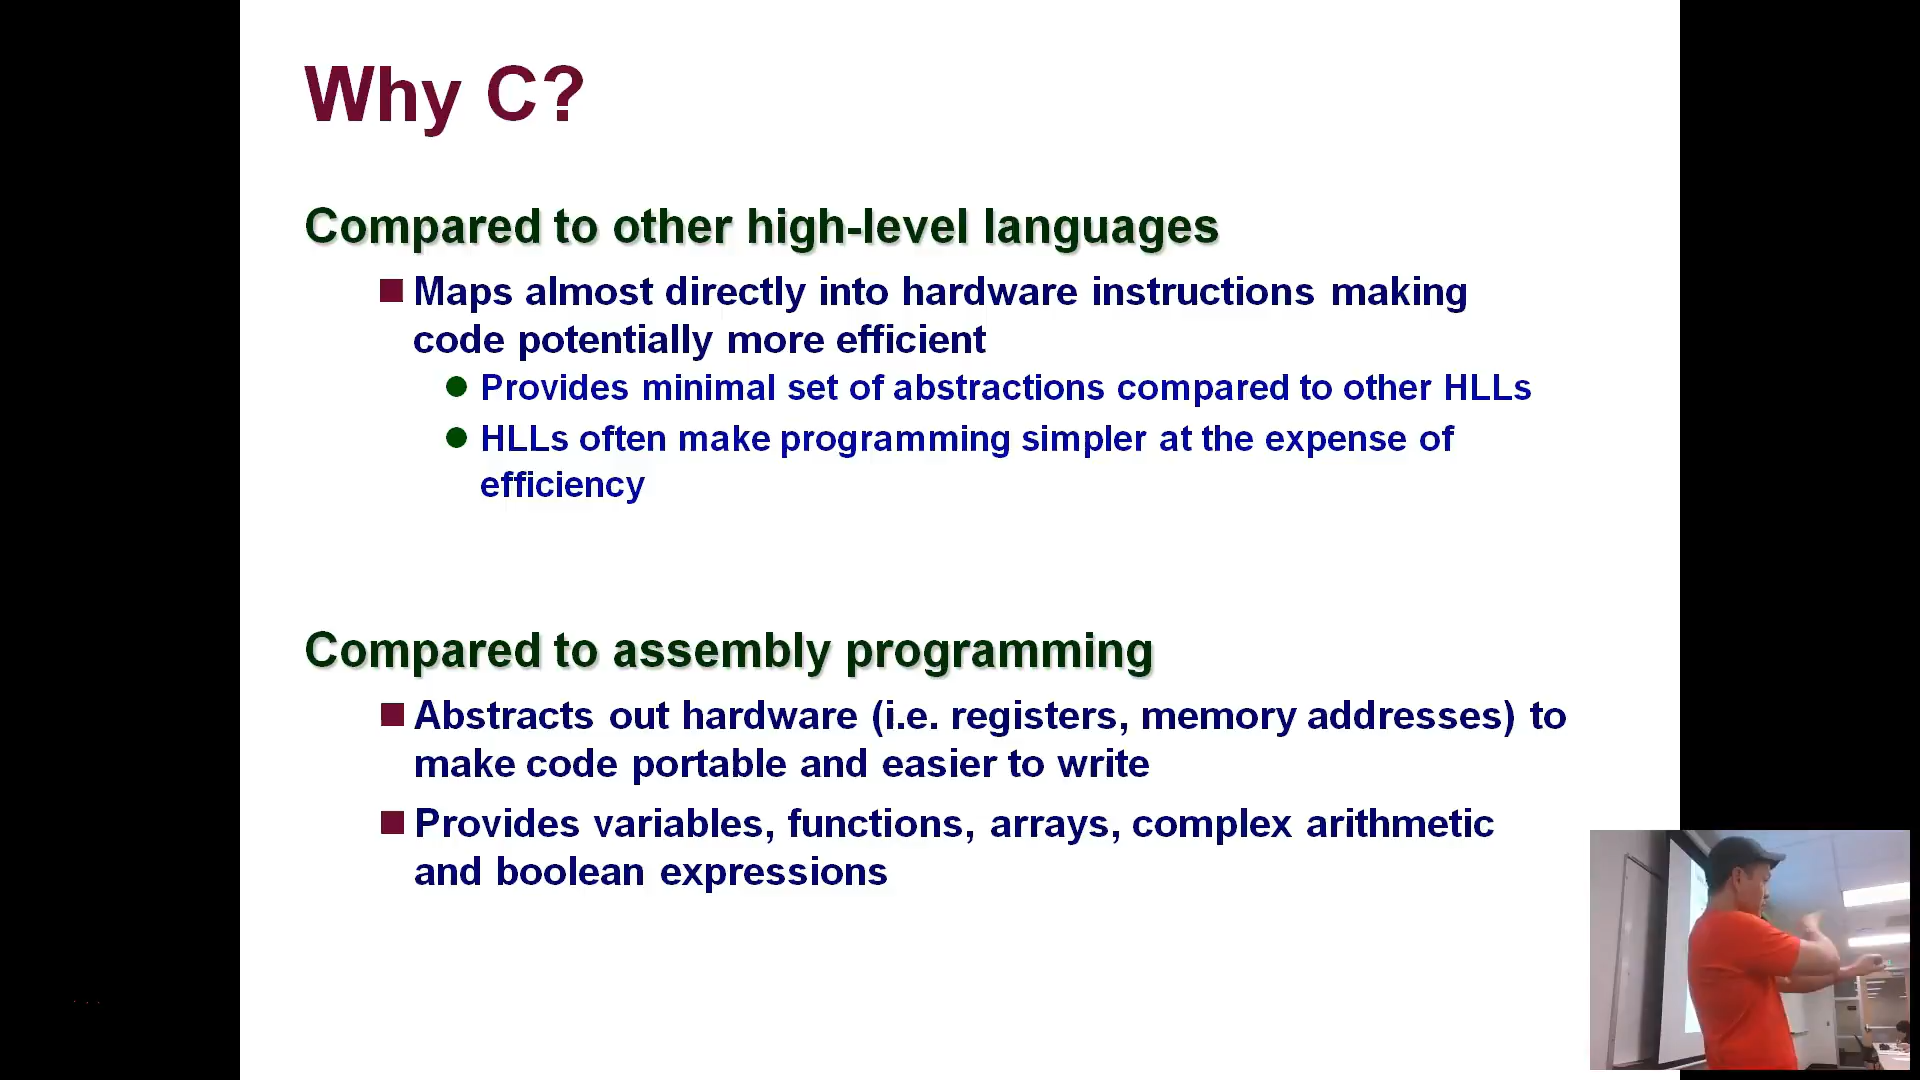 Why C?
Compared to other high-level languages
Maps almost directly into hardware instructions making
code potentially more efficient
Provides minimal set of abstractions compared to other HLLs
HLLs often make programming simpler at the expense of
efficiency
Compared to assembly programming
Abstracts out hardware (i.e. registers, memory addresses) to
make code portable and easier to write
Provides variables, functions, arrays, complex arithmetic
and boolean expressions